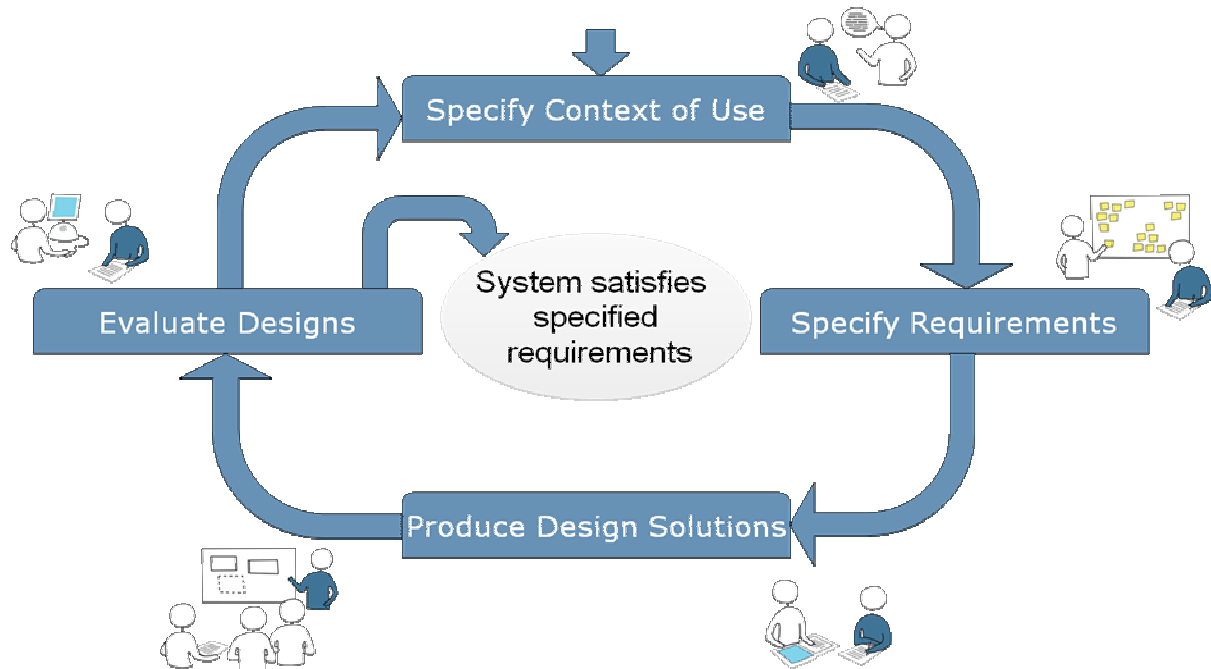 Specify Context of Use
Evaluate Designs
System satisfies
specified
requirements
Specify Requirements
Produce Design Solutions